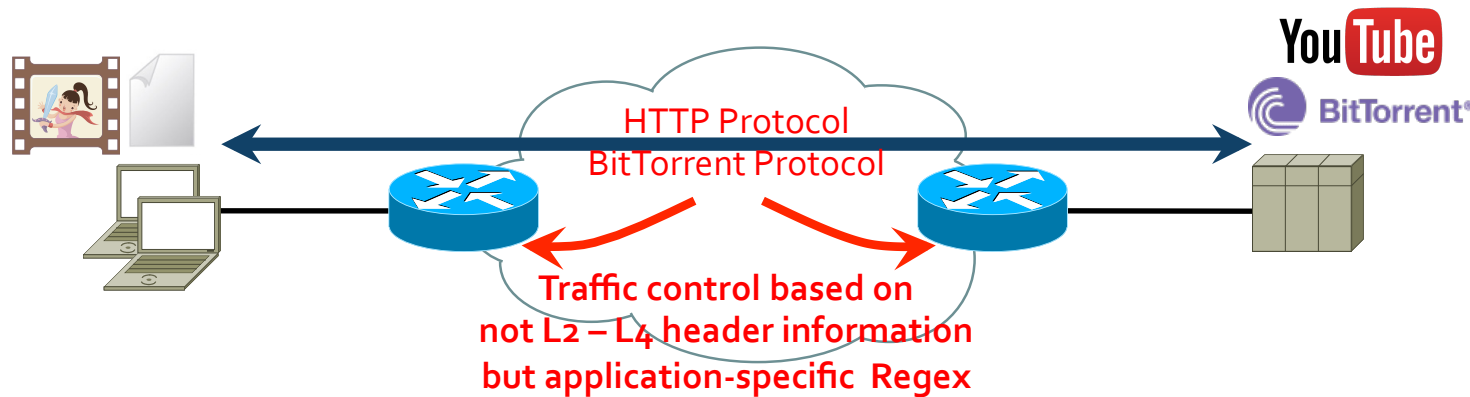 YouTube
BitTorrent®
HTTP Protocol
BitTorrent Protocol
Traffic control based on
not L2 – L4 header information
but application-specific Regex